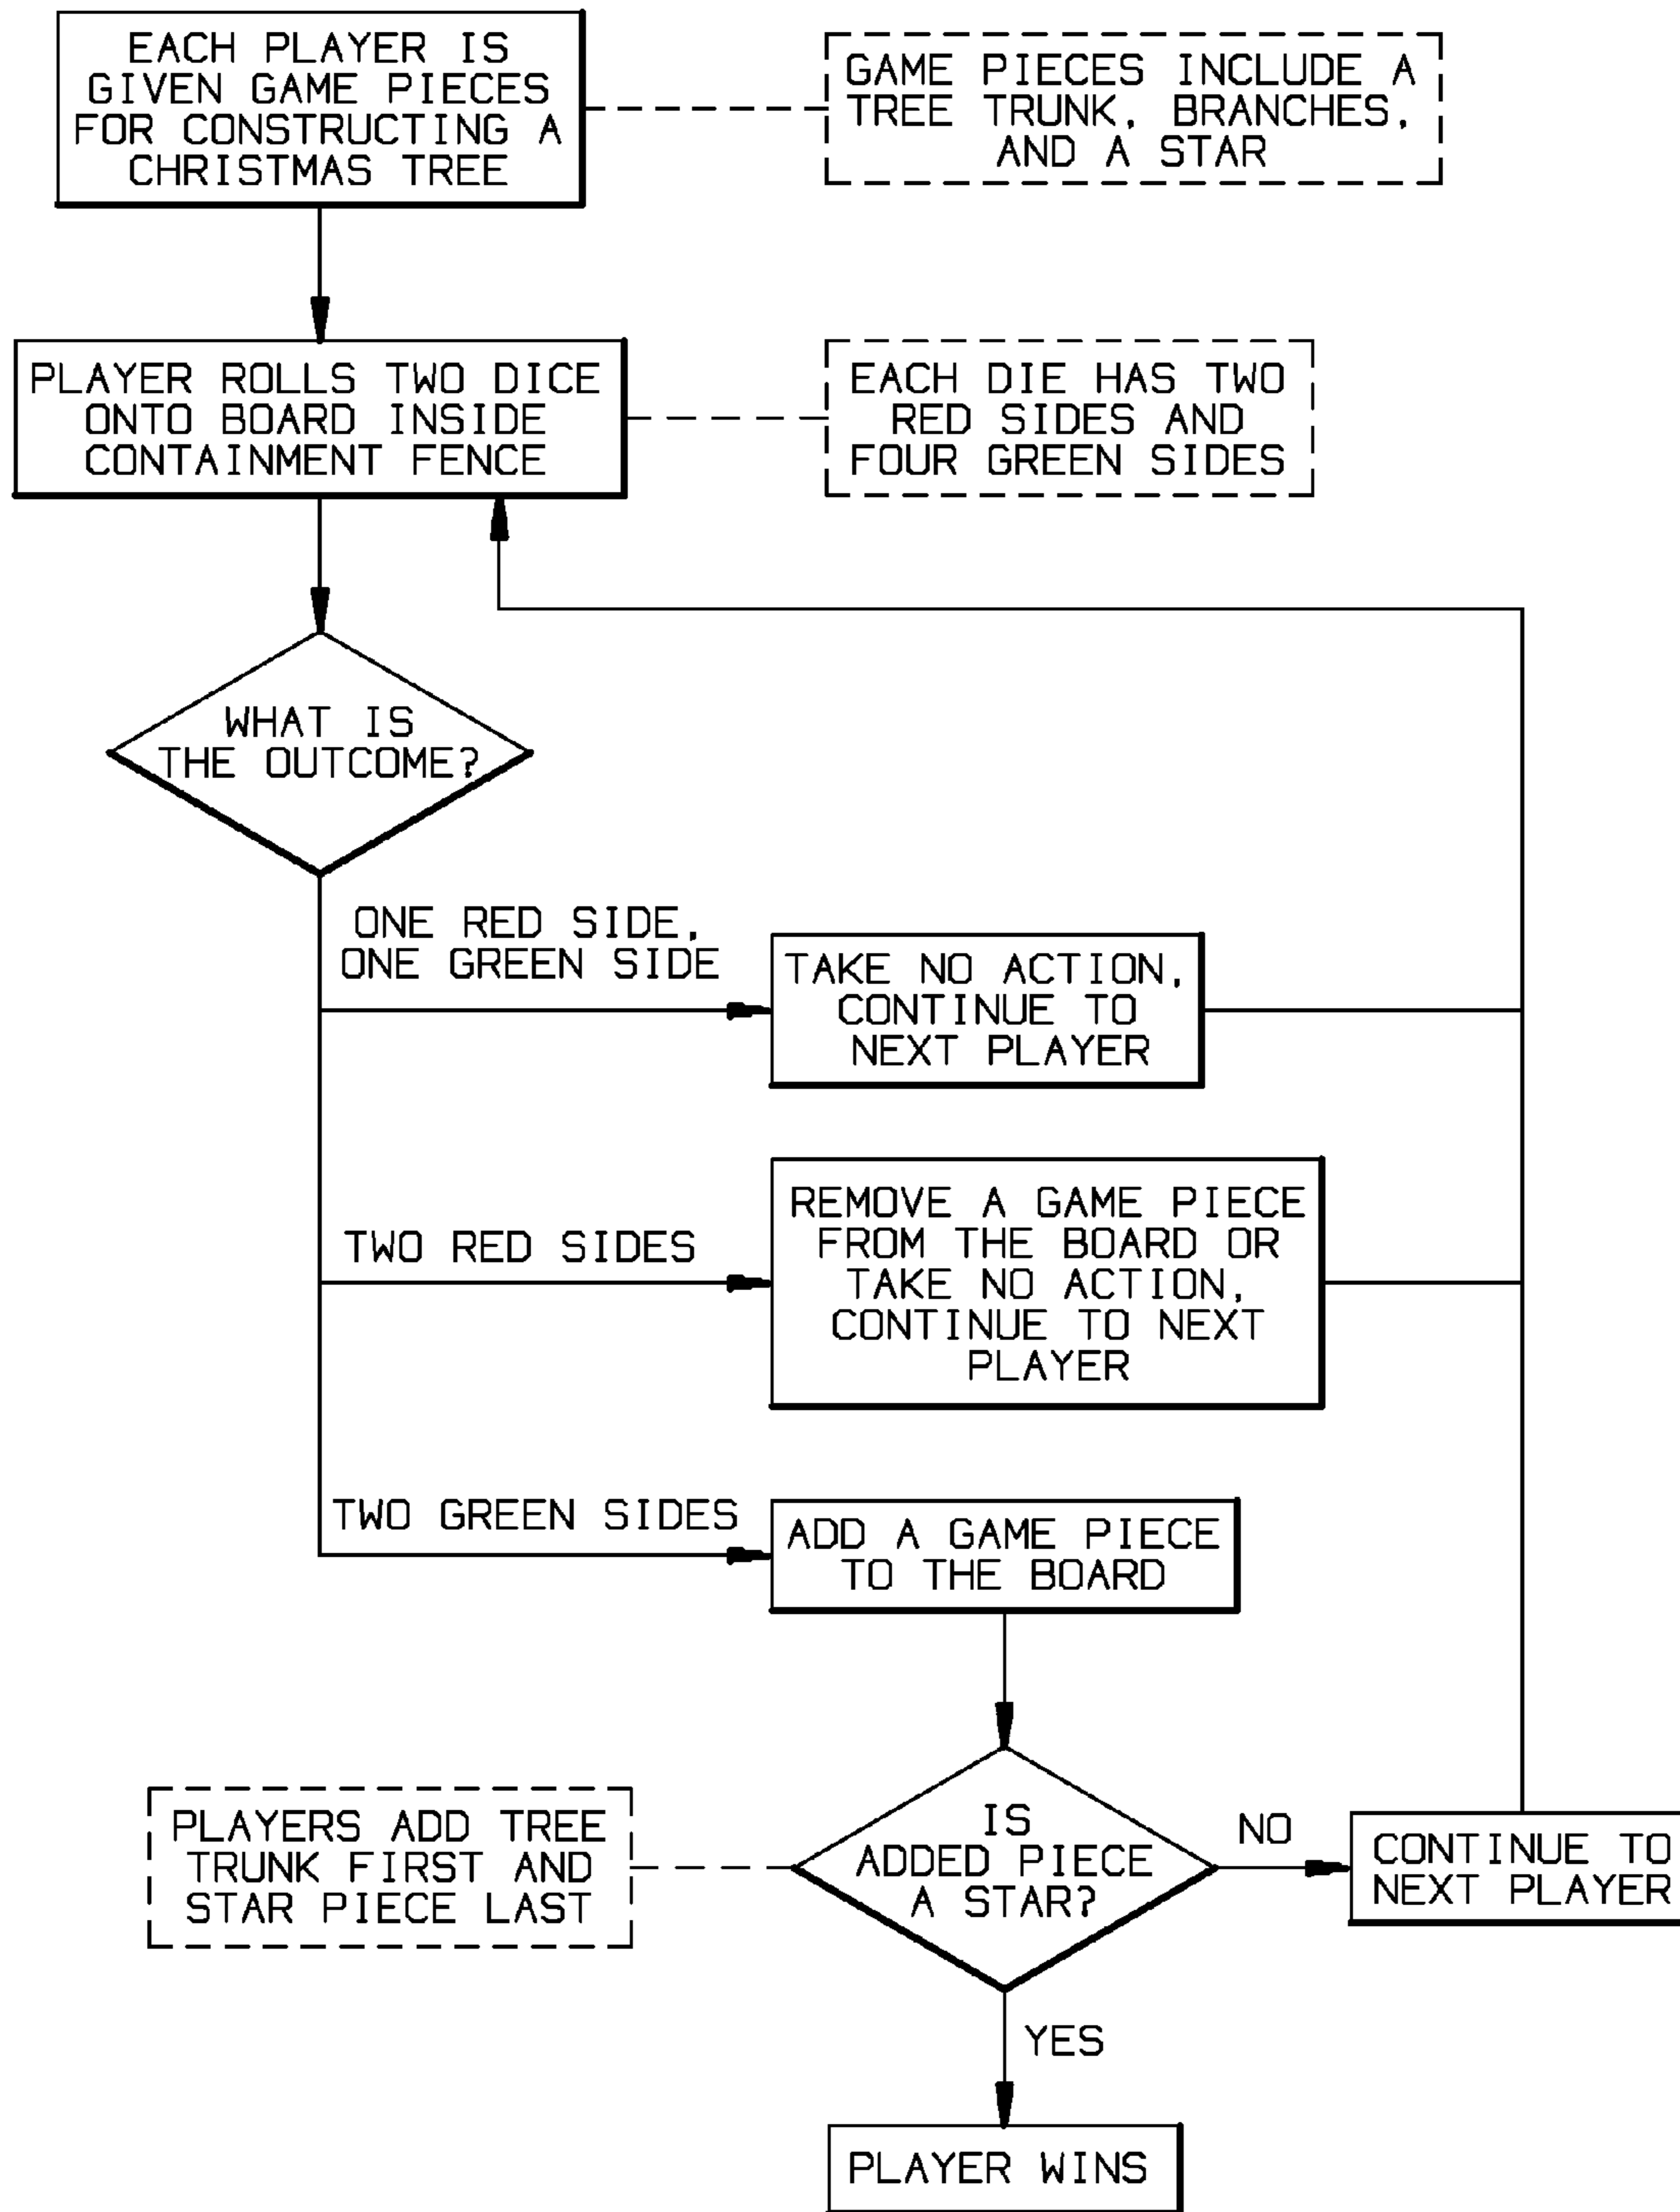 EACH PLAYER IS
GIVEN GAME PIECES
FOR CONSTRUCTING A
CHRISTMAS TREE
GAME PIECES INCLUDE A
TREE TRUNK, BRANCHES,
AND A STAR
PLAYER ROLLS TWO DICE
ONTO BOARD INSIDE
CONTAINMENT FENCE
EACH DIE HAS TWO
RED SIDES AND
FOUR GREEN SIDES
WHAT IS
THE OUTCOME?
ONE RED SIDE,
ONE GREEN SIDE
TAKE NO ACTION,
CONTINUE TO
NEXT PLAYER
TWO RED SIDES
REMOVE A GAME PIECE
FROM THE BOARD OR
TAKE NO ACTION,
CONTINUE TO NEXT
PLAYER
TWO GREEN SIDES
ADD A GAME PIECE
TO THE BOARD
PLAYERS ADD TREE
TRUNK FIRST AND
STAR PIECE LAST
IS
ADDED PIECE
A STAR?
NO
CONTINUE TO
NEXT PLAYER
YES
PLAYER WINS